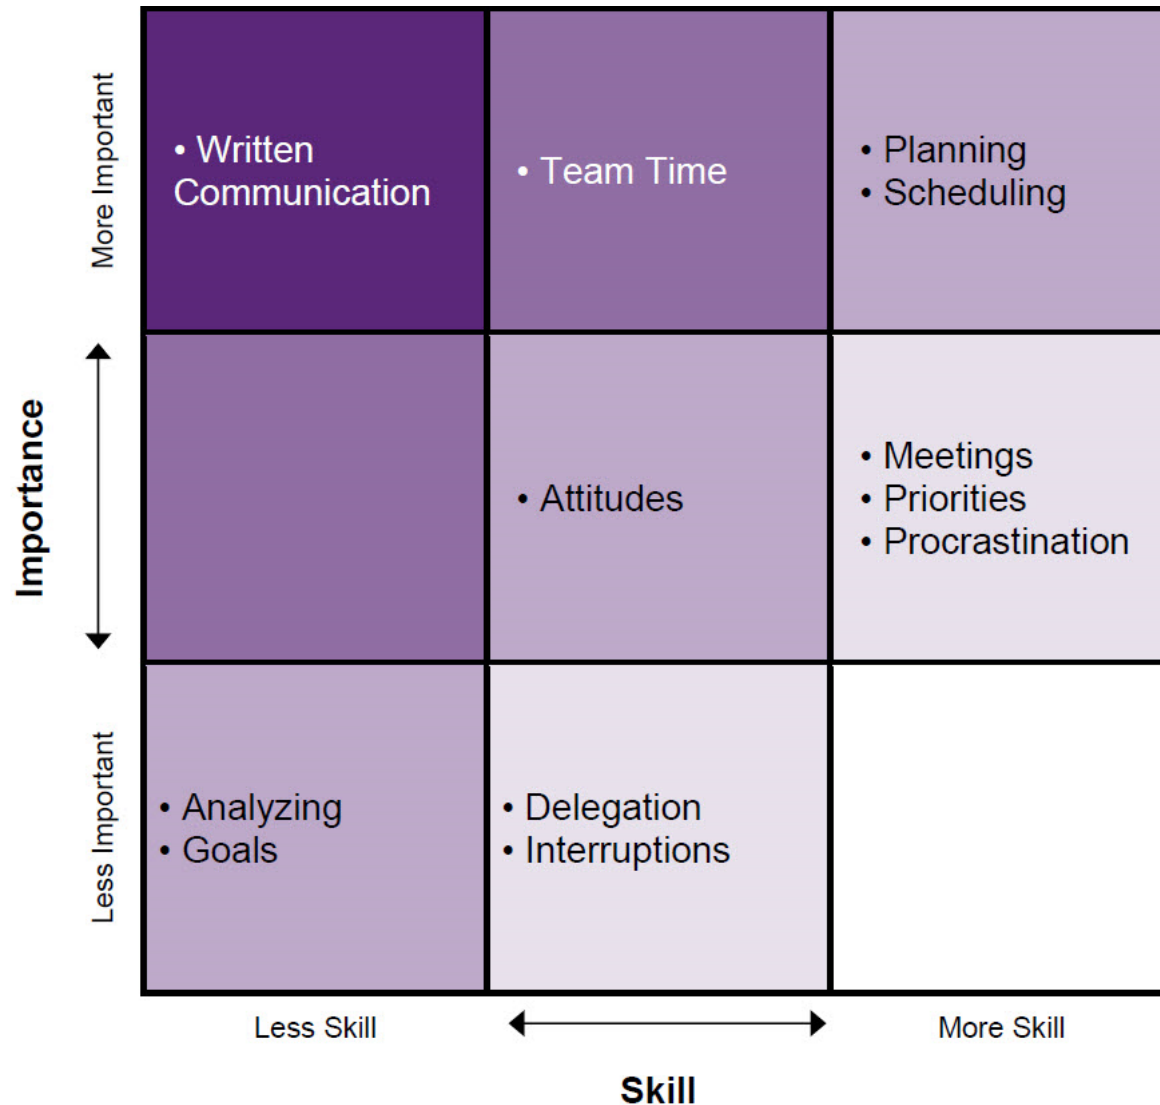 More Important
• Written
Communication
• Team Time
• Planning
• Scheduling
Importance
• Attitudes
• Meetings
• Priorities
• Procrastination
Less Important
• Analyzing
• Goals
• Delegation
• Interruptions
Less Skill
More Skill
Skill